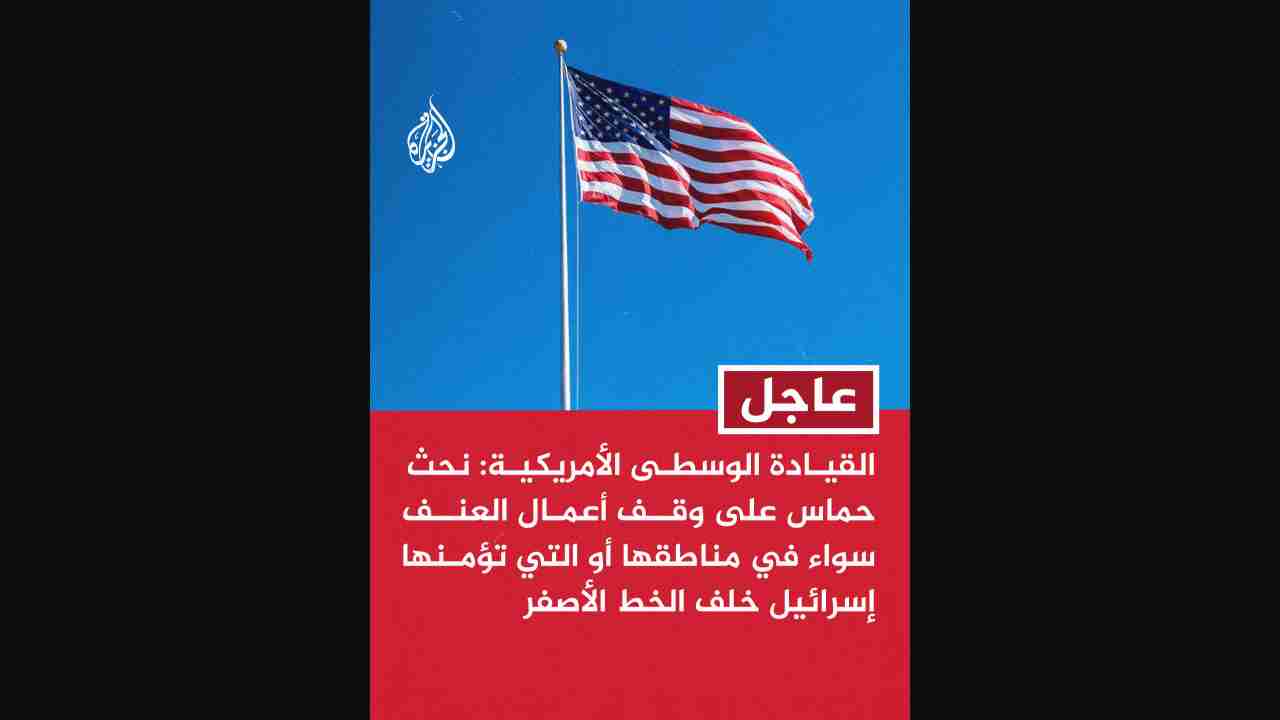 الجزيرة
عاجل
القيادة الوسطى الأمريكية: نحث
حماس على وقف أعمال العنف
سواء في مناطقها أو التي تؤمنها
إسرائيل خلف الخط الأصفر